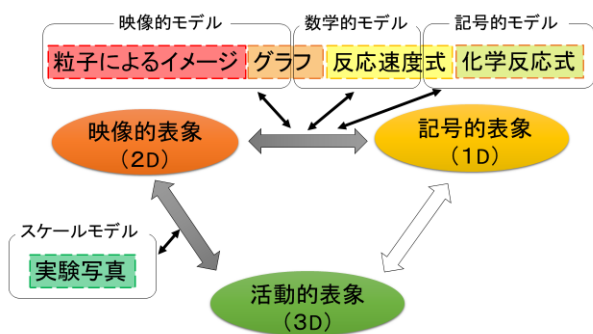 映像的モデル 数学的モデル 記号的モデル
粒子によるイメージ グラフ 反応速度式 化学反応式
映像的表象
(2D)
記号的表象
(1D)
スケールモデル
実験写真
活動的表象
(3D)